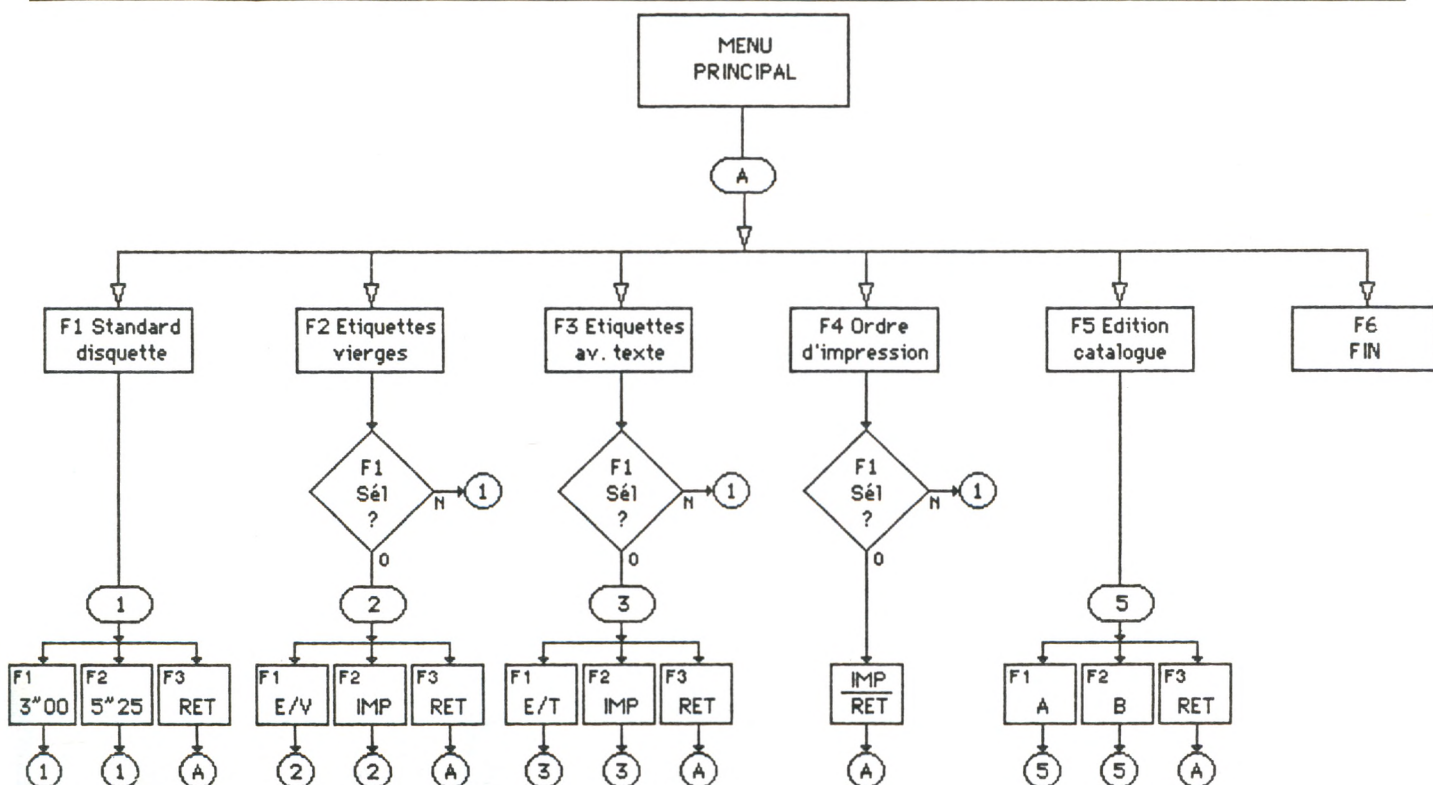 MENU
PRINCIPAL
A
F1 Standard
disquette
F2 Etiquettes
vierges
F3 Etiquettes
av. texte
F4 Ordre
d'impression
F5 Edition
catalogue
F6
FIN
F1
Sél
?
N
1
O
F1
Sél
?
N
1
O
F1
Sél
?
N
1
O
1
2
3
5
F1
3"00
F2
5"25
F3
RET
F1
E/V
F2
IMP
F3
RET
F1
E/T
F2
IMP
F3
RET
IMP
RET
F1
A
F2
B
F3
RET
1
1
A
2
2
A
3
3
A
A
5
5
A